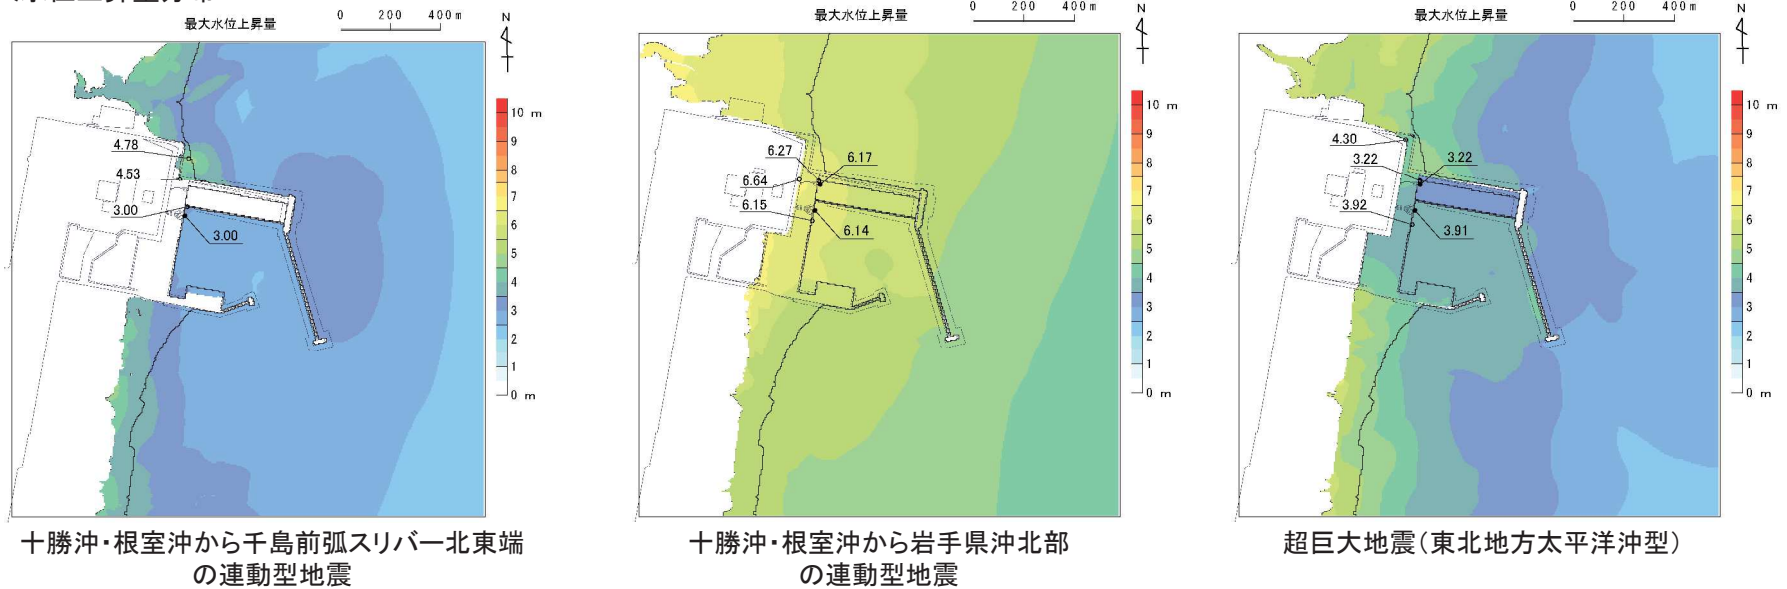 最大水位上昇量
0 200 400m
N
10 m
9
8
7
6
5
4
3
2
1
0 m
4.78
4.53
3.00
3.00
十勝沖・根室沖から千島前弧スリバー北東端
の連動型地震
最大水位上昇量
0 200 400m
N
10 m
9
8
7
6
5
4
3
2
1
0 m
6.27
6.17
6.64
6.15
6.14
十勝沖・根室沖から岩手県沖北部
の連動型地震
最大水位上昇量
0 200 400m
N
10 m
9
8
7
6
5
4
3
2
1
0 m
4.30
3.22
3.22
3.92
3.91
超巨大地震(東北地方太平洋沖型)